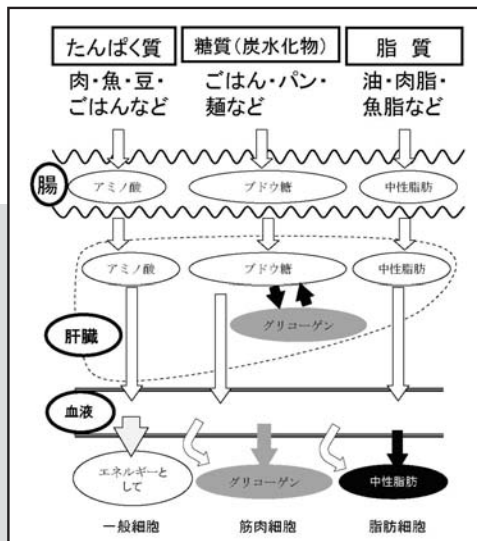 たんぱく質
糖質(炭水化物)
脂質
肉・魚・豆・
ごはんなど
ごはん・パン・
麺など
油・肉脂・
魚脂など
腸
アミノ酸
ブドウ糖
中性脂肪
アミノ酸
ブドウ糖
中性脂肪
グリコーゲン
肝臓
血液
エネルギーと
して
グリコーゲン
中性脂肪
一般細胞
筋肉細胞
脂肪細胞